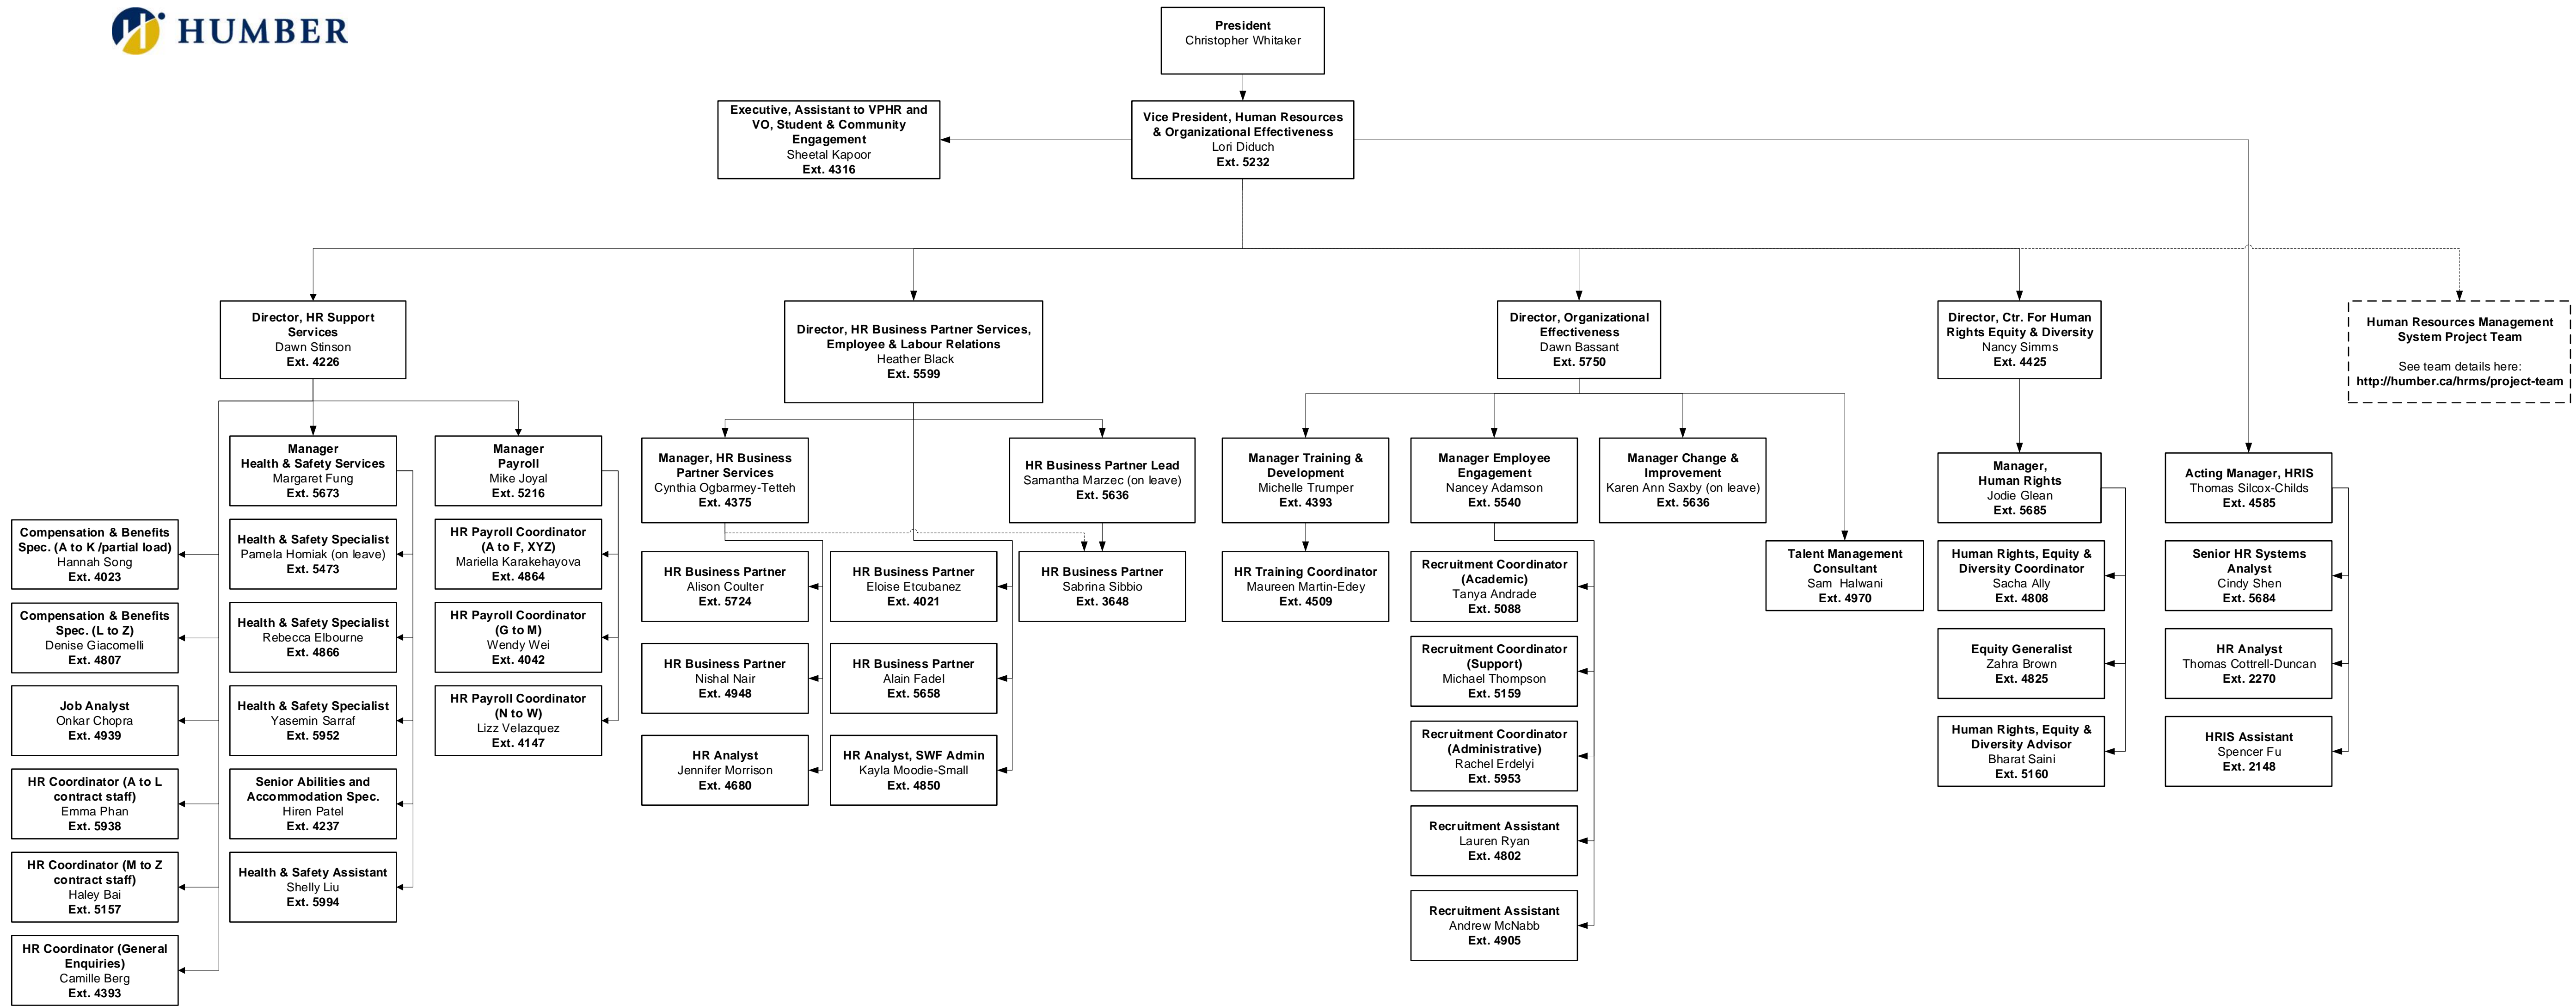 HUMBER
President
Christopher Whitaker
Executive, Assistant to VPHR and
VO, Student & Community
Engagement
Sheetal Kapoor
Ext. 4316
Vice President, Human Resources
& Organizational Effectiveness
Lori Diduch
Ext. 5232
Director, HR Support
Services
Dawn Stinson
Ext. 4226
Director, HR Business Partner Services,
Employee & Labour Relations
Heather Black
Ext. 5599
Director, Organizational
Effectiveness
Dawn Bassant
Ext. 5750
Director, Ctr. For Human
Rights Equity & Diversity
Nancy Simms
Ext. 4425
Human Resources Management
System Project Team
See team details here:
http://humber.ca/hrms/project-team
Manager
Health & Safety Services
Margaret Fung
Ext. 5673
Manager
Payroll
Mike Joyal
Ext. 5216
Manager, HR Business
Partner Services
Cynthia Ogbarmey-Tetteh
Ext. 4375
HR Business Partner Lead
Samantha Marzec (on leave)
Ext. 5636
Manager Training &
Development
Michelle Trumper
Ext. 4393
Manager Employee
Engagement
Nancey Adamson
Ext. 5540
Manager Change &
Improvement
Karen Ann Saxby (on leave)
Ext. 5636
Manager,
Human Rights
Jodie Glean
Ext. 5685
Acting Manager, HRIS
Thomas Silcox-Childs
Ext. 4585
Compensation & Benefits
Spec. (A to K /partial load)
Hannah Song
Ext. 4023
Compensation & Benefits
Spec. (L to Z)
Denise Giacomelli
Ext. 4807
Job Analyst
Onkar Chopra
Ext. 4939
HR Coordinator (A to L
contract staff)
Emma Phan
Ext. 5938
HR Coordinator (M to Z
contract staff)
Haley Bai
Ext. 5157
HR Coordinator (General
Enquiries)
Camille Berg
Ext. 4393
Health & Safety Specialist
Pamela Homiak (on leave)
Ext. 5473
Health & Safety Specialist
Rebecca Elbourne
Ext. 4866
Health & Safety Specialist
Yasemin Sarraf
Ext. 5952
Senior Abilities and
Accommodation Spec.
Hiren Patel
Ext. 4237
Health & Safety Assistant
Shelly Liu
Ext. 5994
HR Payroll Coordinator
(A to F, XYZ)
Mariella Karakehayova
Ext. 4864
HR Payroll Coordinator
(G to M)
Wendy Wei
Ext. 4042
HR Payroll Coordinator
(N to W)
Lizz Velazquez
Ext. 4147
HR Business Partner
Alison Coulter
Ext. 5724
HR Business Partner
Nishal Nair
Ext. 4948
HR Analyst
Jennifer Morrison
Ext. 4680
HR Business Partner
Eloise Etcubanez
Ext. 4021
HR Business Partner
Alain Fadel
Ext. 5658
HR Analyst, SWF Admin
Kayla Moodie-Small
Ext. 4850
HR Business Partner
Sabrina Sibbio
Ext. 3648
HR Training Coordinator
Maureen Martin-Edey
Ext. 4509
Recruitment Coordinator
(Academic)
Tanya Andrade
Ext. 5088
Recruitment Coordinator
(Support)
Michael Thompson
Ext. 5159
Recruitment Coordinator
(Administrative)
Rachel Erdelyi
Ext. 5953
Recruitment Assistant
Lauren Ryan
Ext. 4802
Recruitment Assistant
Andrew McNabb
Ext. 4905
Talent Management
Consultant
Sam Halwani
Ext. 4970
Human Rights, Equity &
Diversity Coordinator
Sacha Ally
Ext. 4808
Equity Generalist
Zahra Brown
Ext. 4825
Human Rights, Equity &
Diversity Advisor
Bharat Saini
Ext. 5160
Senior HR Systems
Analyst
Cindy Shen
Ext. 5684
HR Analyst
Thomas Cottrell-Duncan
Ext. 2270
HRIS Assistant
Spencer Fu
Ext. 2148